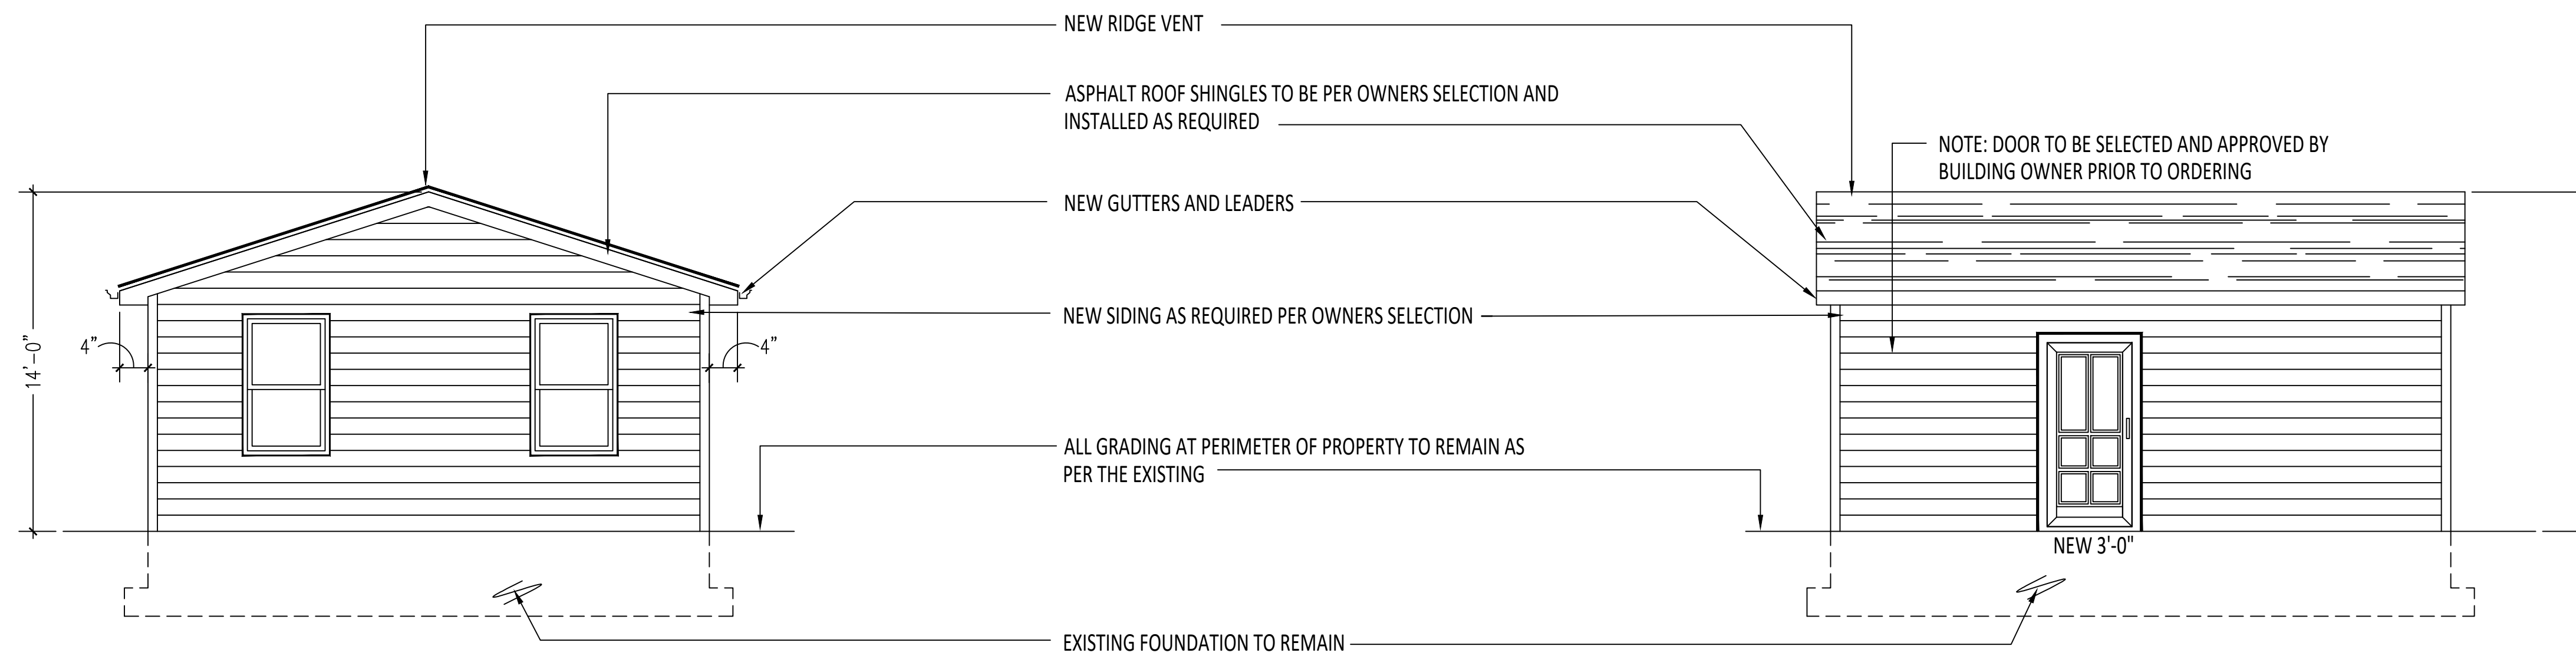 NEW RIDGE VENT
ASPHALT ROOF SHINGLES TO BE PER OWNERS SELECTION AND
INSTALLED AS REQUIRED
NOTE: DOOR TO BE SELECTED AND APPROVED BY
BUILDING OWNER PRIOR TO ORDERING
NEW GUTTERS AND LEADERS
NEW SIDING AS REQUIRED PER OWNERS SELECTION
14'-0"
4"
4"
ALL GRADING AT PERIMETER OF PROPERTY TO REMAIN AS
PER THE EXISTING
NEW 3'-0"
EXISTING FOUNDATION TO REMAIN